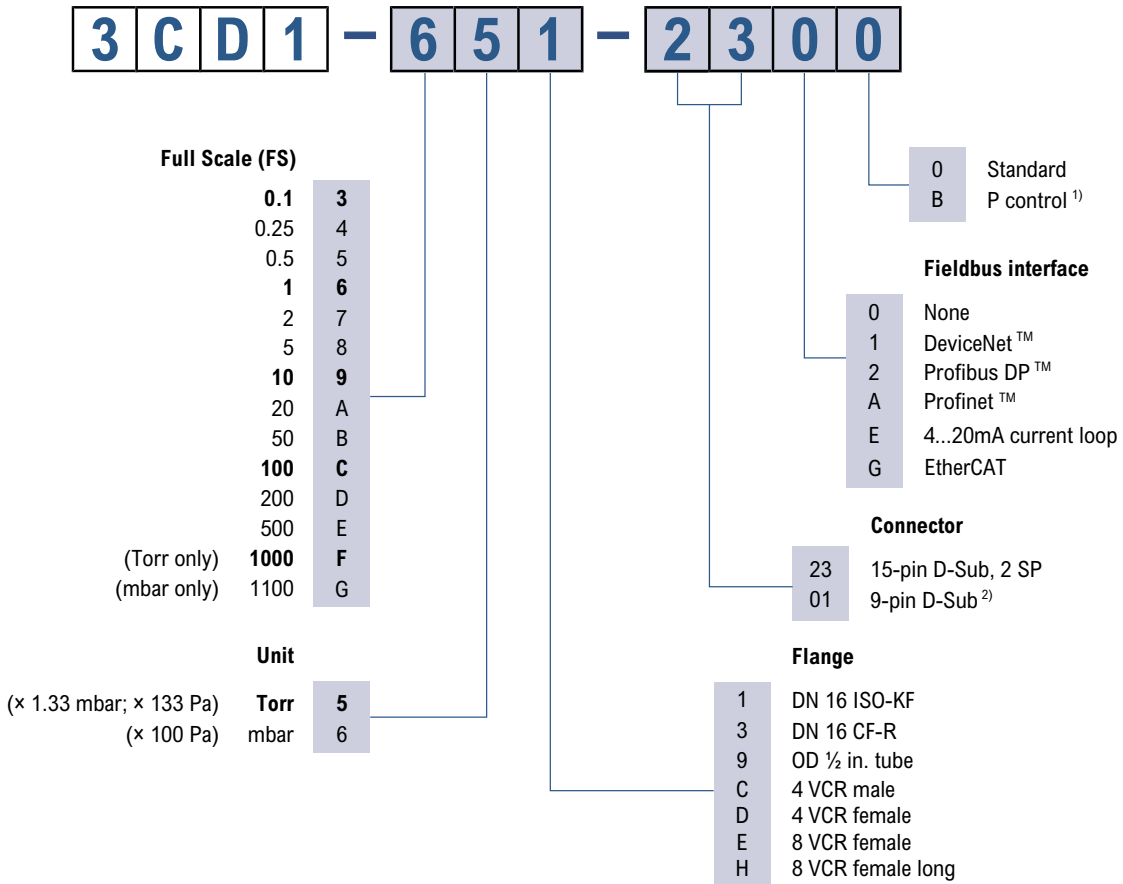 3CD1 – 651 – 2300
Full Scale (FS)
0.1 3
0.25 4
0.5 5
1 6
2 7
5 8
10 9
20 A
50 B
100 C
200 D
500 E
(Torr only) 1000 F
(mbar only) 1100 G
Unit
(× 1.33 mbar; × 133 Pa) Torr 5
(× 100 Pa) mbar 6
0 Standard
B P control 1)
Fieldbus interface
0 None
1 DeviceNet ™
2 Profibus DP ™
A Profinet ™
E 4...20mA current loop
G EtherCAT
Connector
23 15-pin D-Sub, 2 SP
01 9-pin D-Sub 2)
Flange
1 DN 16 ISO-KF
3 DN 16 CF-R
9 OD ½ in. tube
C 4 VCR male
D 4 VCR female
E 8 VCR female
H 8 VCR female long